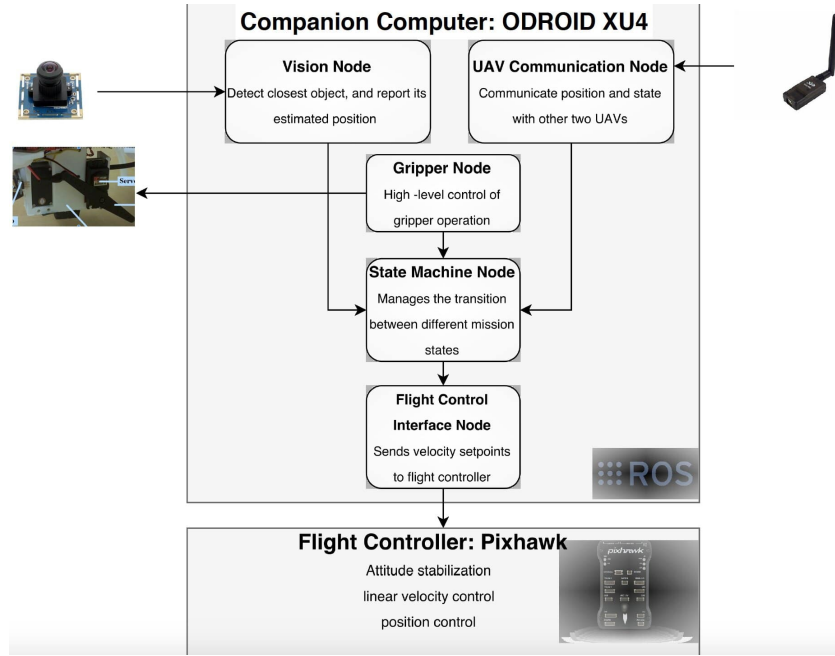 Companion Computer: ODROID XU4
Vision Node
Detect closest object, and report its
estimated position
UAV Communication Node
Communicate position and state
with other two UAVs
Gripper Node
High -level control of
gripper operation
Serv
State Machine Node
Manages the transition
between different mission
states
Flight Control
Interface Node
Sends velocity setpoints
to flight controller
ROS
Flight Controller: Pixhawk
Attitude stabilization
linear velocity control
position control
pixhawk